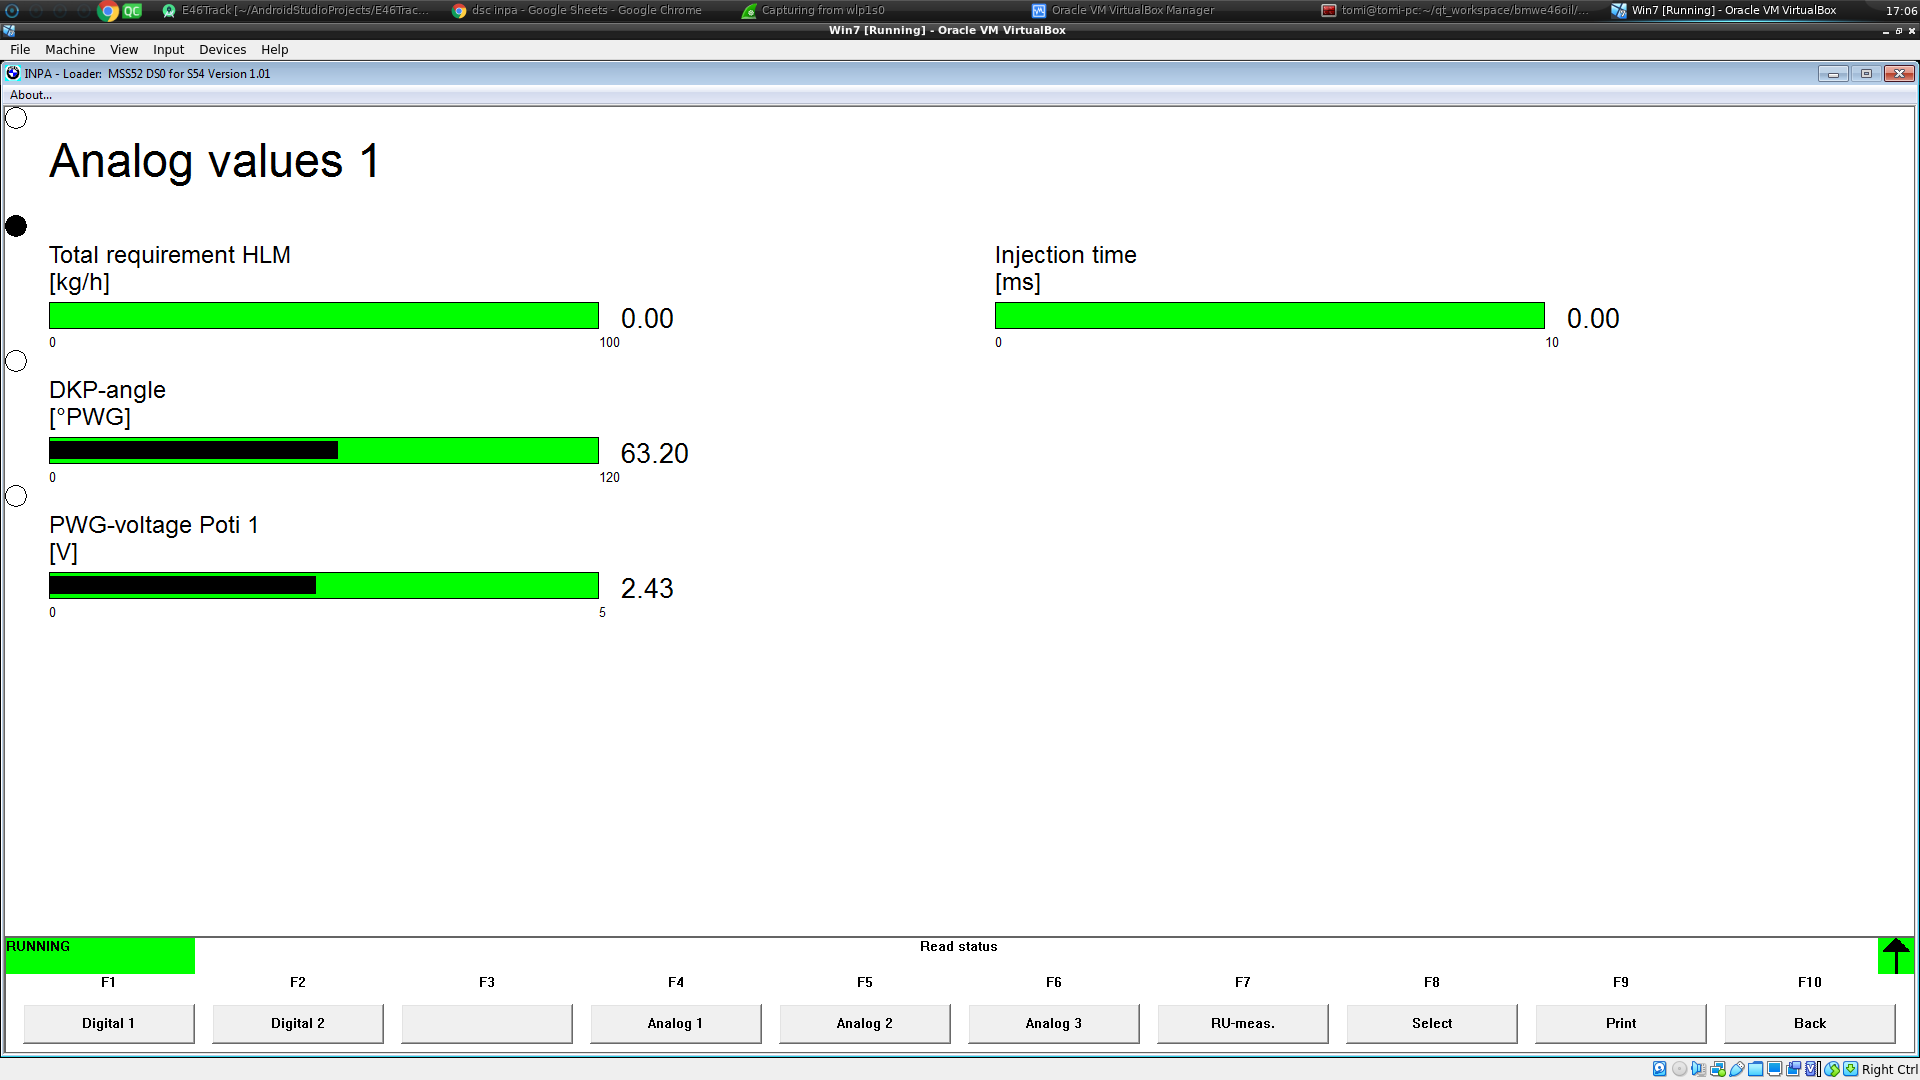 E46Track [~/AndroidStudioProjects/E46Trac...
dsc inpa - Google Sheets - Google Chrome
Capturing from wlp1s0
Oracle VM VirtualBox Manager
tomi@tomi-pc:~/qt_workspace/bmwe46oil/...
Win7 [Running] - Oracle VM VirtualBox
17:06
QC
Win7 [Running] - Oracle VM VirtualBox
File Machine View Input Devices Help
INPA - Loader: MSS52 DS0 for S54 Version 1.01
About...
Analog values 1
Total requirement HLM
[kg/h]
0.00
0 100
Injection time
[ms]
0.00
0 10
DKP-angle
[°PWG]
63.20
0 120
PWG-voltage Poti 1
[V]
2.43
0 5
RUNNING
Read status
F1 F2 F3 F4 F5 F6 F7 F8 F9 F10
Digital 1 Digital 2 Analog 1 Analog 2 Analog 3 RU-meas. Select Print Back
Right Ctrl